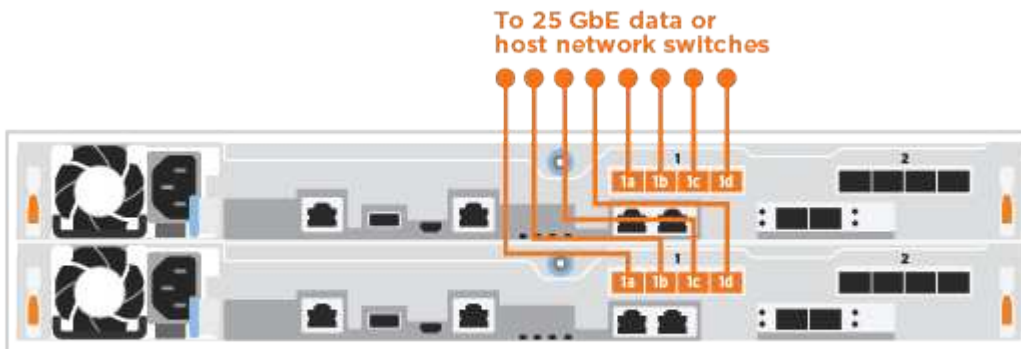 To 25 GbE data or
host network switches
1
2
1a 1b 1c 1d
1
2
1a 1b 1c 1d